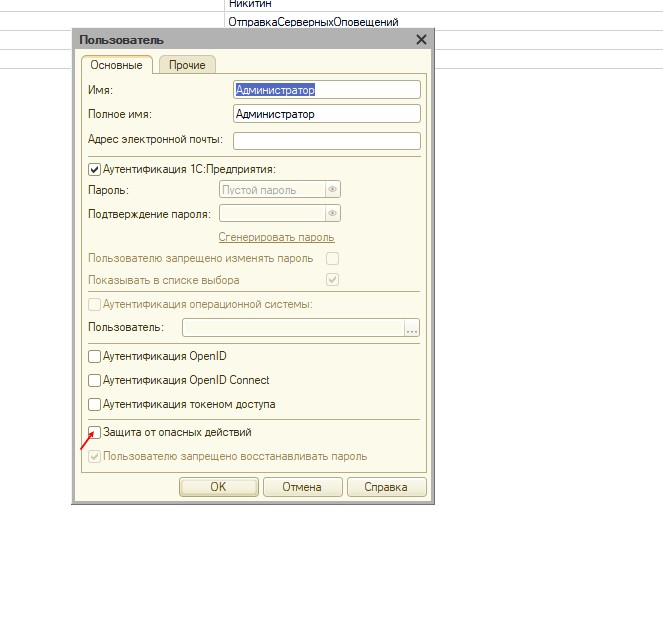 Никитин
ОтправкаСерверныхОповещений
Пользователь
Основные Прочие
Имя: Администратор
Полное имя: Администратор
Адрес электронной почты:
Аутентификация 1С:Предприятия:
Пароль: Пустой пароль
Подтверждение пароля:
Сгенерировать пароль
Пользователю запрещено изменять пароль
Показывать в списке выбора
Аутентификация операционной системы:
Пользователь: ...
Аутентификация OpenID
Аутентификация OpenID Connect
Аутентификация токеном доступа
Защита от опасных действий
Пользователю запрещено восстанавливать пароль
OK Отмена Справка